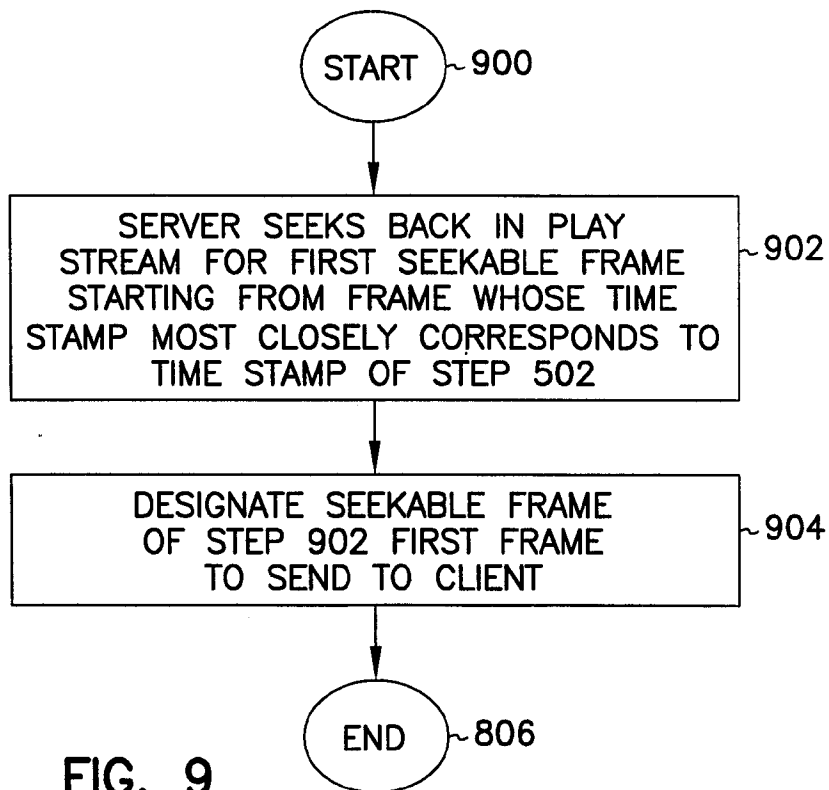 START
900
SERVER SEEKS BACK IN PLAY
STREAM FOR FIRST SEEKABLE FRAME
STARTING FROM FRAME WHOSE TIME
STAMP MOST CLOSELY CORRESPONDS TO
TIME STAMP OF STEP 502
902
DESIGNATE SEEKABLE FRAME
OF STEP 902 FIRST FRAME
TO SEND TO CLIENT
904
END
806
FIG. 9